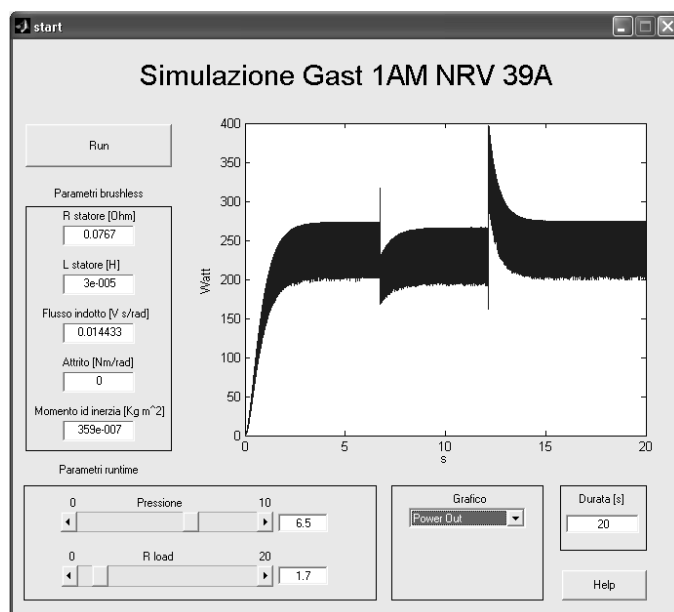 start
Simulazione Gast 1AM NRV 39A
Run
Parametri brushless
R statore [Ohm]
0.0767
L statore [H]
3e-005
Flusso indotto [V s/rad]
0.014433
Attrito [Nm/rad]
0
Momento id inerzia [Kg m^2]
359e-007
400
350
300
250
200
150
100
50
0
Watt
0 5 10 15 20
s
Parametri runtime
0 Pressione 10
6.5
0 R load 20
1.7
Grafico
Power Out
Durata [s]
20
Help